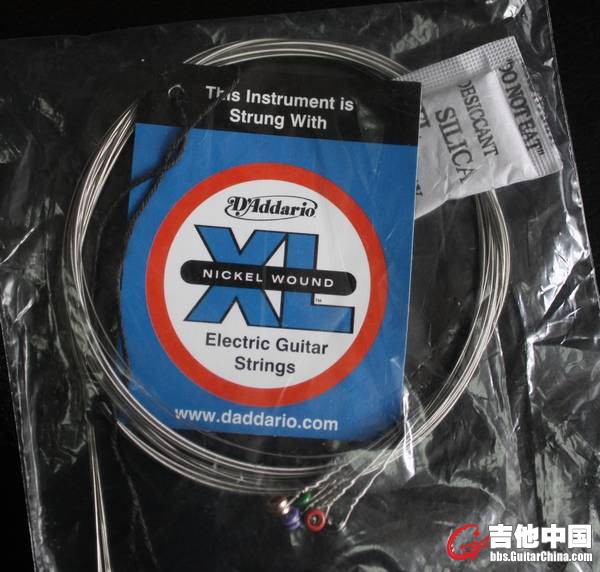 This Instrument is
Strung With
D'Addario
XL
NICKEL WOUND
™
Electric Guitar
Strings
www.daddario.com
"DO NOT EAT"
DESICCANT
SILICA
吉他中国
bbs.GuitarChina.com